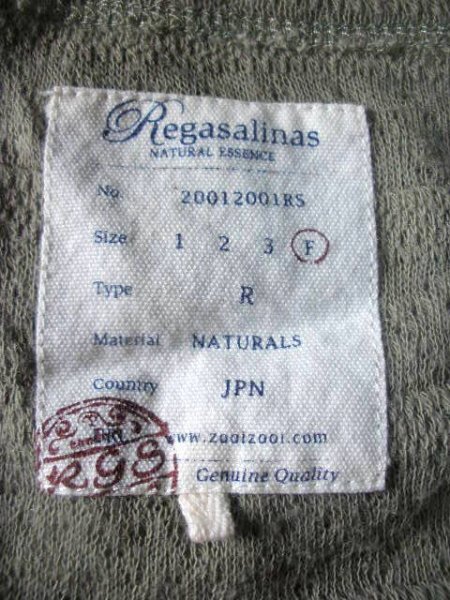 Regasalinas
NATURAL ESSENCE
No 20012001RS
Size 1 2 3 F
Type R
Material NATURALS
Country JPN
www.zooizooi.com
RGS
Genuine Quality